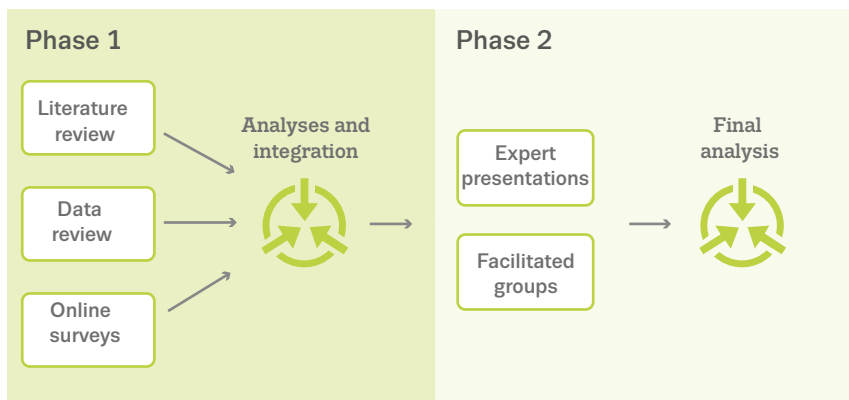 Phase 1
Literature
review
Data
review
Online
surveys
Analyses and
integration
Phase 2
Expert
presentations
Facilitated
groups
Final
analysis